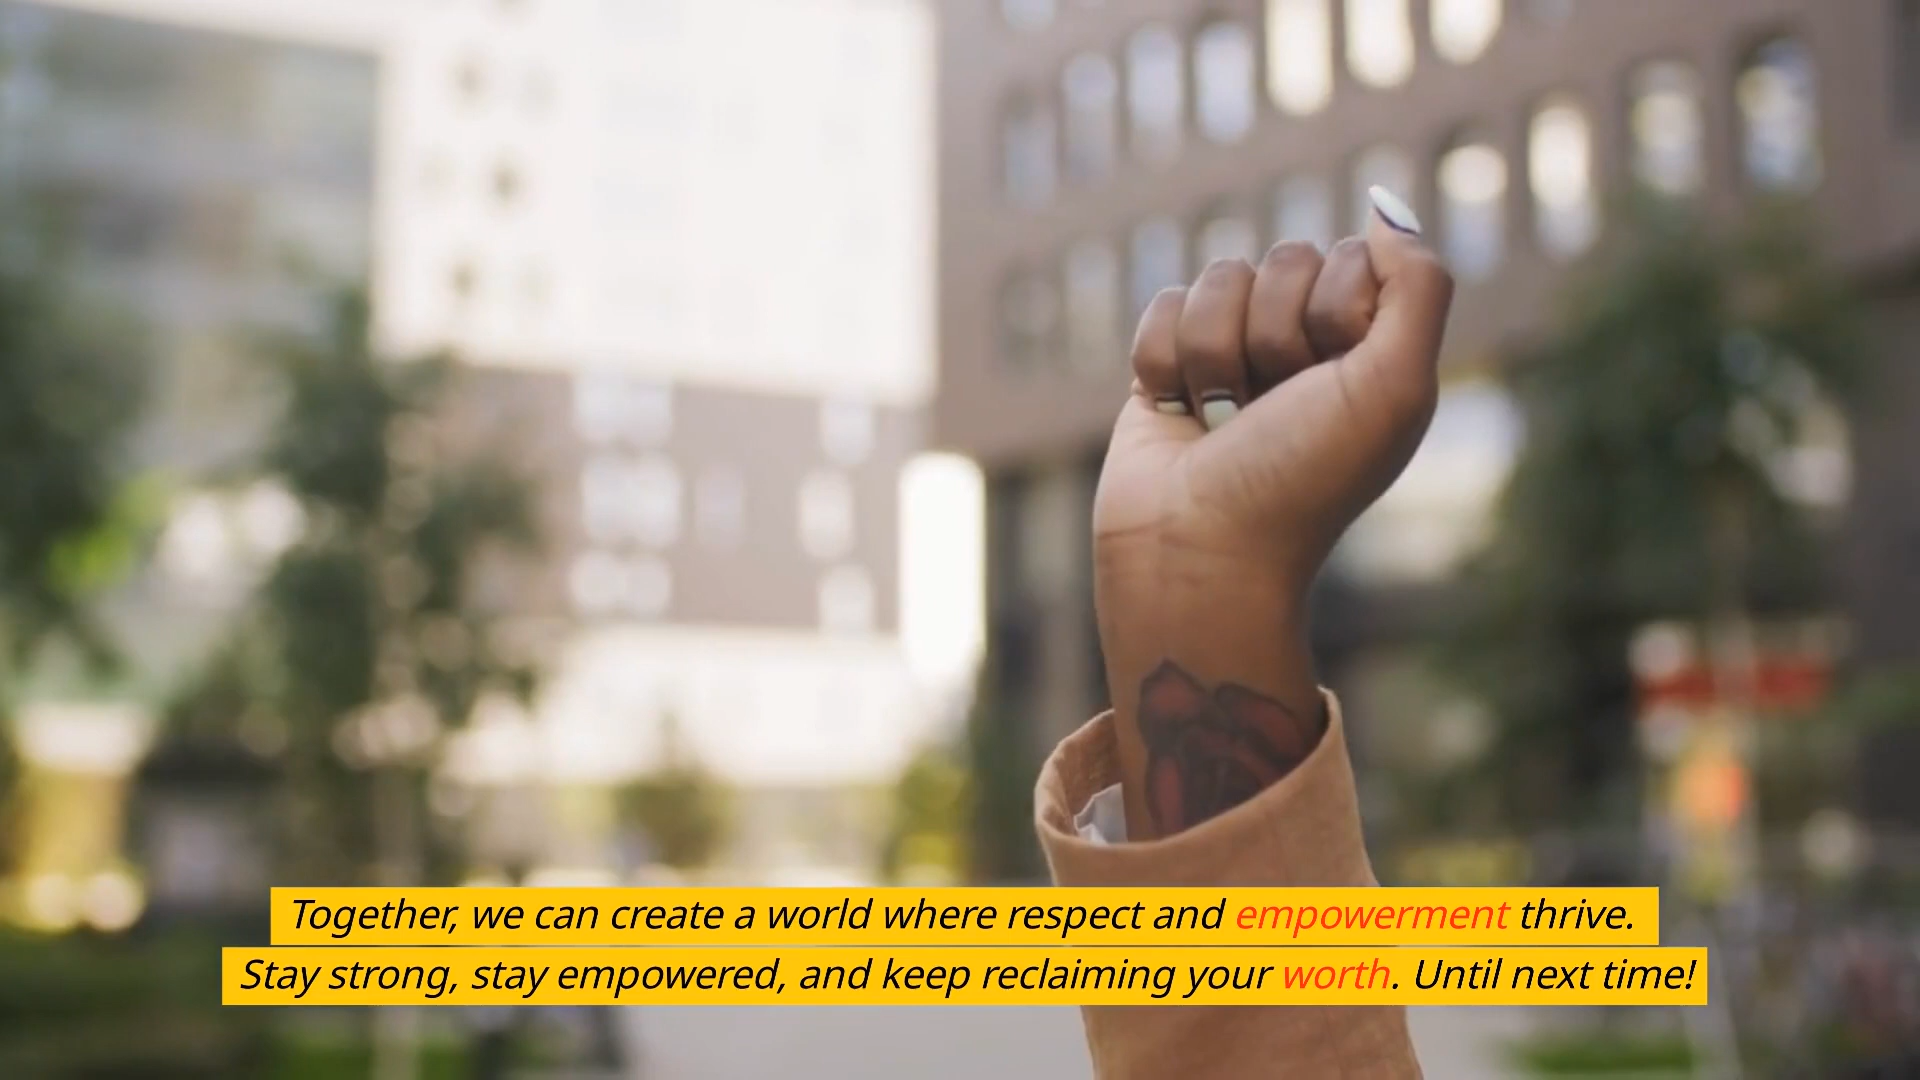 Together, we can create a world where respect and empowerment thrive.
Stay strong, stay empowered, and keep reclaiming your worth. Until next time!